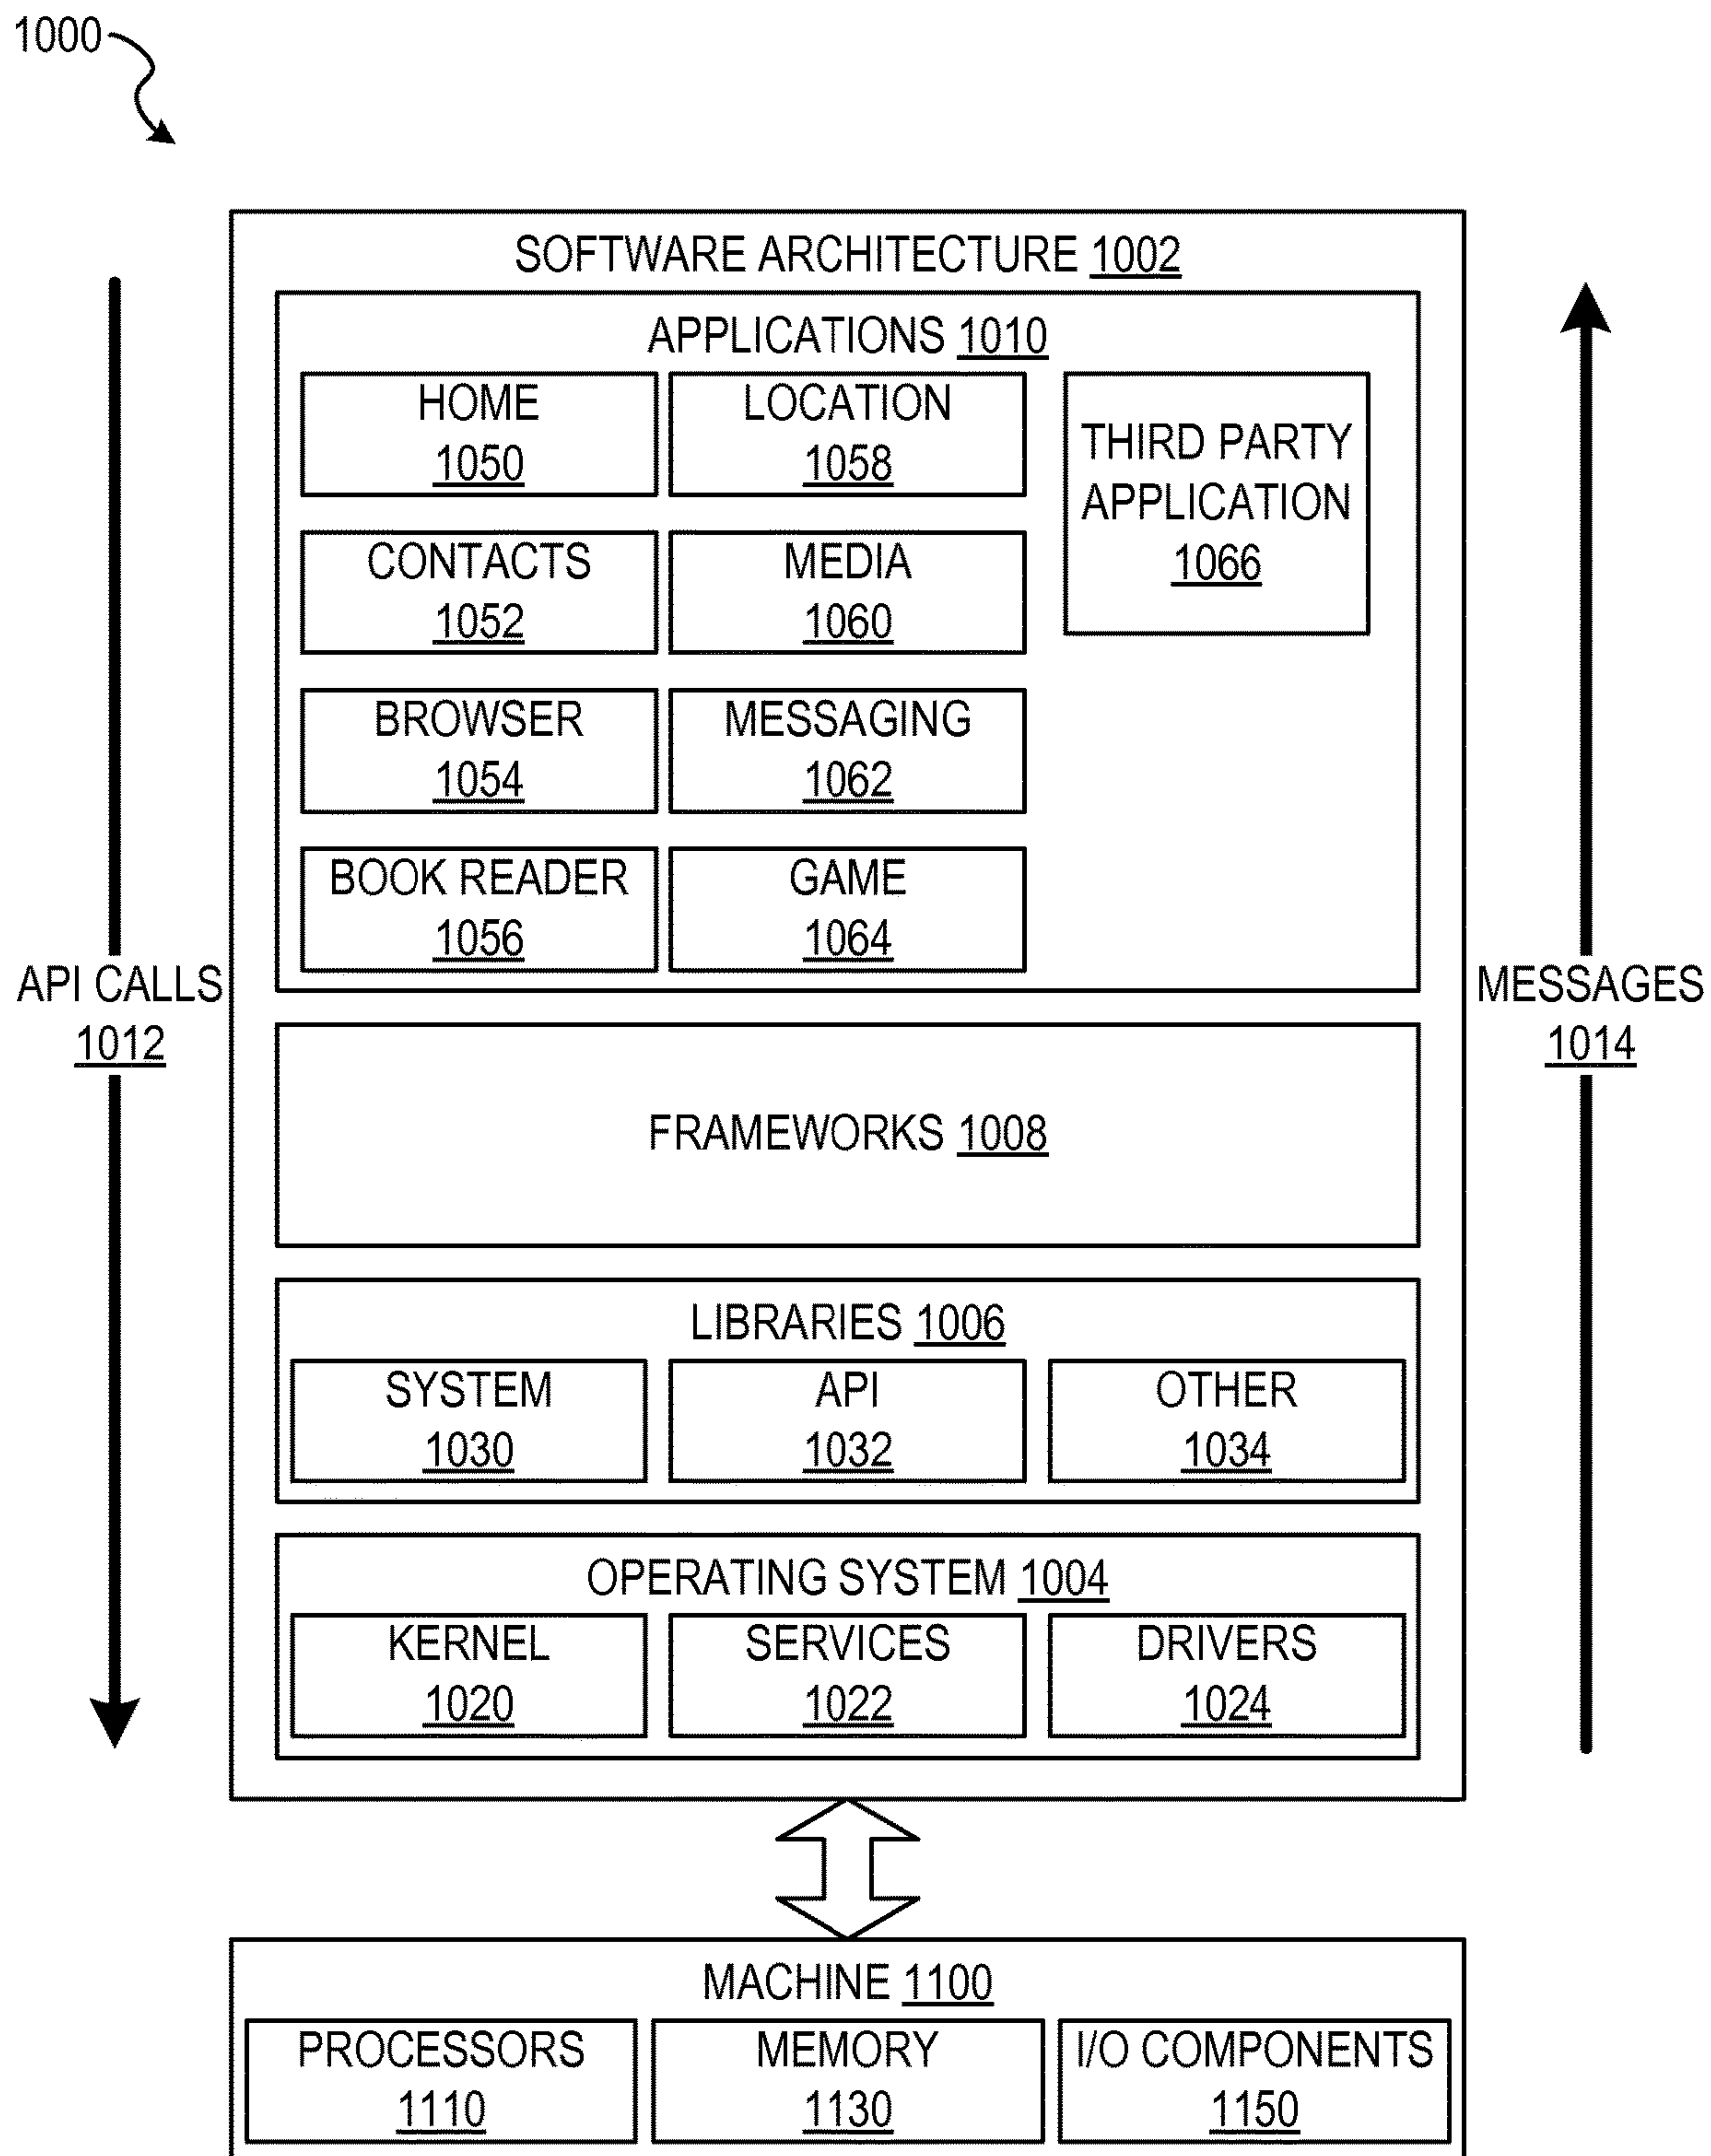 1000
SOFTWARE ARCHITECTURE 1002
APPLICATIONS 1010
HOME
1050
LOCATION
1058
THIRD PARTY
APPLICATION
1066
CONTACTS
1052
MEDIA
1060
BROWSER
1054
MESSAGING
1062
BOOK READER
1056
GAME
1064
API CALLS
1012
MESSAGES
1014
FRAMEWORKS 1008
LIBRARIES 1006
SYSTEM
1030
API
1032
OTHER
1034
OPERATING SYSTEM 1004
KERNEL
1020
SERVICES
1022
DRIVERS
1024
MACHINE 1100
PROCESSORS
1110
MEMORY
1130
I/O COMPONENTS
1150